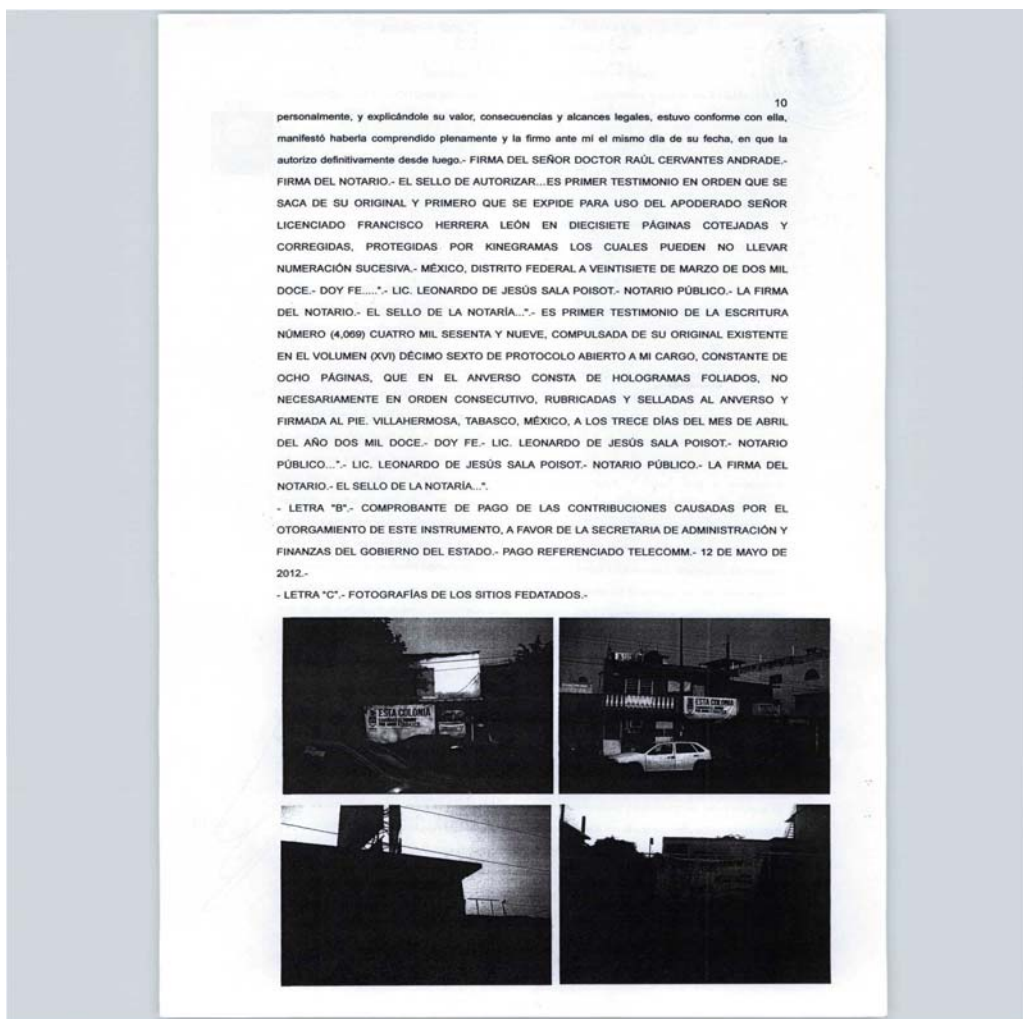 10
personalmente, y explicándole su valor, consecuencias y alcances legales, estuvo conforme con ella,
manifestó haberla comprendido plenamente y la firmo ante mí el mismo día de su fecha, en que la
autorizo definitivamente desde luego.- FIRMA DEL SEÑOR DOCTOR RAÚL CERVANTES ANDRADE.-
FIRMA DEL NOTARIO.- EL SELLO DE AUTORIZAR...ES PRIMER TESTIMONIO EN ORDEN QUE SE
SACA DE SU ORIGINAL Y PRIMERO QUE SE EXPIDE PARA USO DEL APODERADO SEÑOR
LICENCIADO FRANCISCO HERRERA LEÓN EN DIECISIETE PÁGINAS COTEJADAS Y
CORREGIDAS, PROTEGIDAS POR KINEGRAMAS LOS CUALES PUEDEN NO LLEVAR
NUMERACIÓN SUCESIVA.- MÉXICO, DISTRITO FEDERAL A VEINTISIETE DE MARZO DE DOS MIL
DOCE.- DOY FE.....".- LIC. LEONARDO DE JESÚS SALA POISOT.- NOTARIO PÚBLICO.- LA FIRMA
DEL NOTARIO.- EL SELLO DE LA NOTARÍA...".- ES PRIMER TESTIMONIO DE LA ESCRITURA
NÚMERO (4,069) CUATRO MIL SESENTA Y NUEVE, COMPULSADA DE SU ORIGINAL EXISTENTE
EN EL VOLUMEN (XVI) DÉCIMO SEXTO DE PROTOCOLO ABIERTO A MI CARGO, CONSTANTE DE
OCHO PÁGINAS, QUE EN EL ANVERSO CONSTA DE HOLOGRAMAS FOLIADOS, NO
NECESARIAMENTE EN ORDEN CONSECUTIVO, RUBRICADAS Y SELLADAS AL ANVERSO Y
FIRMADA AL PIE. VILLAHERMOSA, TABASCO, MÉXICO, A LOS TRECE DÍAS DEL MES DE ABRIL
DEL AÑO DOS MIL DOCE.- DOY FE.- LIC. LEONARDO DE JESÚS SALA POISOT.- NOTARIO
PÚBLICO...".- LIC. LEONARDO DE JESÚS SALA POISOT.- NOTARIO PÚBLICO.- LA FIRMA DEL
NOTARIO.- EL SELLO DE LA NOTARÍA...".
- LETRA "B".- COMPROBANTE DE PAGO DE LAS CONTRIBUCIONES CAUSADAS POR EL
OTORGAMIENTO DE ESTE INSTRUMENTO, A FAVOR DE LA SECRETARIA DE ADMINISTRACIÓN Y
FINANZAS DEL GOBIERNO DEL ESTADO.- PAGO REFERENCIADO TELECOMM.- 12 DE MAYO DE
2012.-
- LETRA "C".- FOTOGRAFÍAS DE LOS SITIOS FEDATADOS.-
ESTA COLONIA
ESTA COLONIA